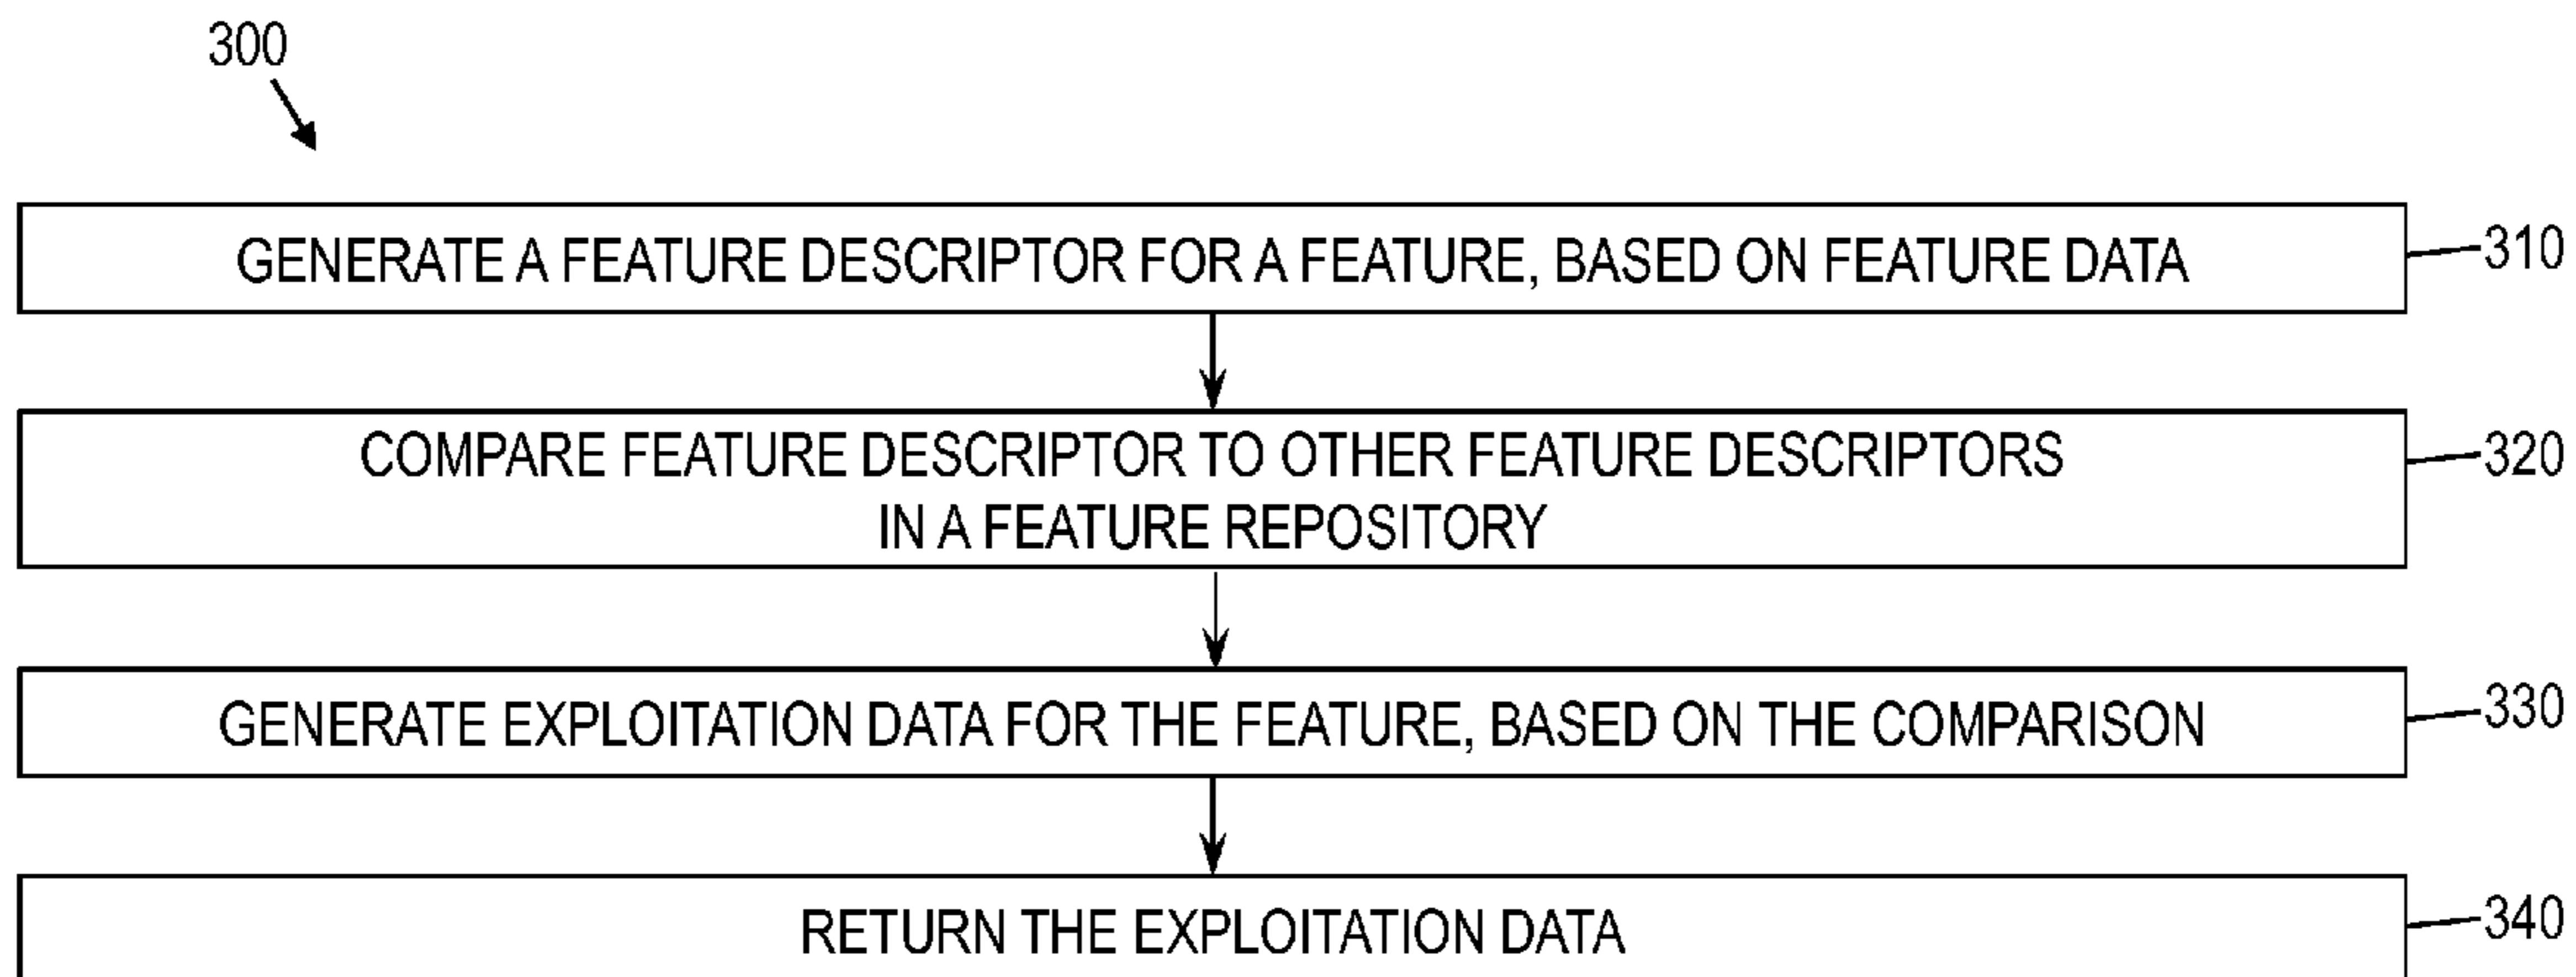 300
GENERATE A FEATURE DESCRIPTOR FOR A FEATURE, BASED ON FEATURE DATA
310
COMPARE FEATURE DESCRIPTOR TO OTHER FEATURE DESCRIPTORS
IN A FEATURE REPOSITORY
320
GENERATE EXPLOITATION DATA FOR THE FEATURE, BASED ON THE COMPARISON
330
RETURN THE EXPLOITATION DATA
340